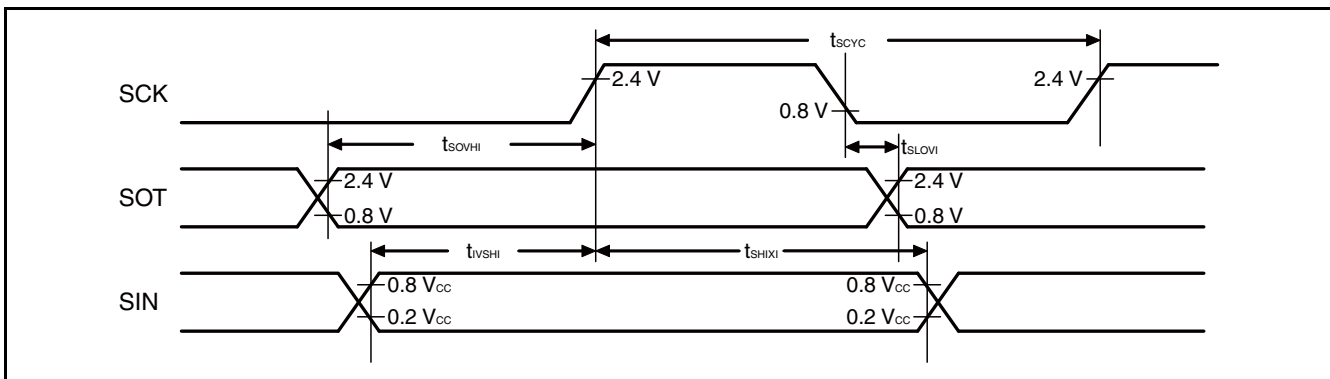 tSCYC
SCK
2.4 V
0.8 V
2.4 V
tSOVHI
tSLOVI
SOT
2.4 V
0.8 V
2.4 V
0.8 V
tIVSHI
tSHIXI
SIN
0.8 VCC
0.2 VCC
0.8 VCC
0.2 VCC